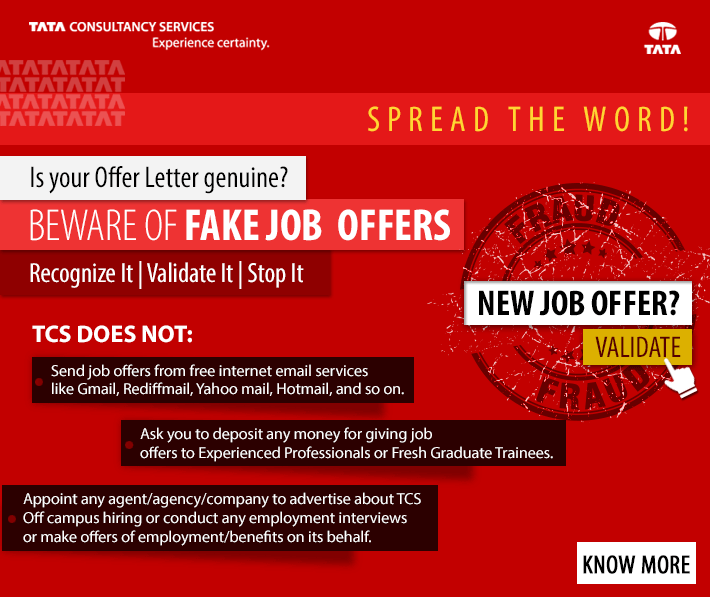 TATA CONSULTANCY SERVICES
Experience certainty.
TATA
ATATATATA
TATATATAT
ATATATATA
TATATATAT
SPREAD THE WORD!
Is your Offer Letter genuine?
BEWARE OF FAKE JOB OFFERS
Recognize It | Validate It | Stop It
FRAUD
NEW JOB OFFER?
VALIDATE
FRAUD
TCS DOES NOT:
Send job offers from free internet email services
like Gmail, Rediffmail, Yahoo mail, Hotmail, and so on.
Ask you to deposit any money for giving job
offers to Experienced Professionals or Fresh Graduate Trainees.
Appoint any agent/agency/company to advertise about TCS
Off campus hiring or conduct any employment interviews
or make offers of employment/benefits on its behalf.
KNOW MORE